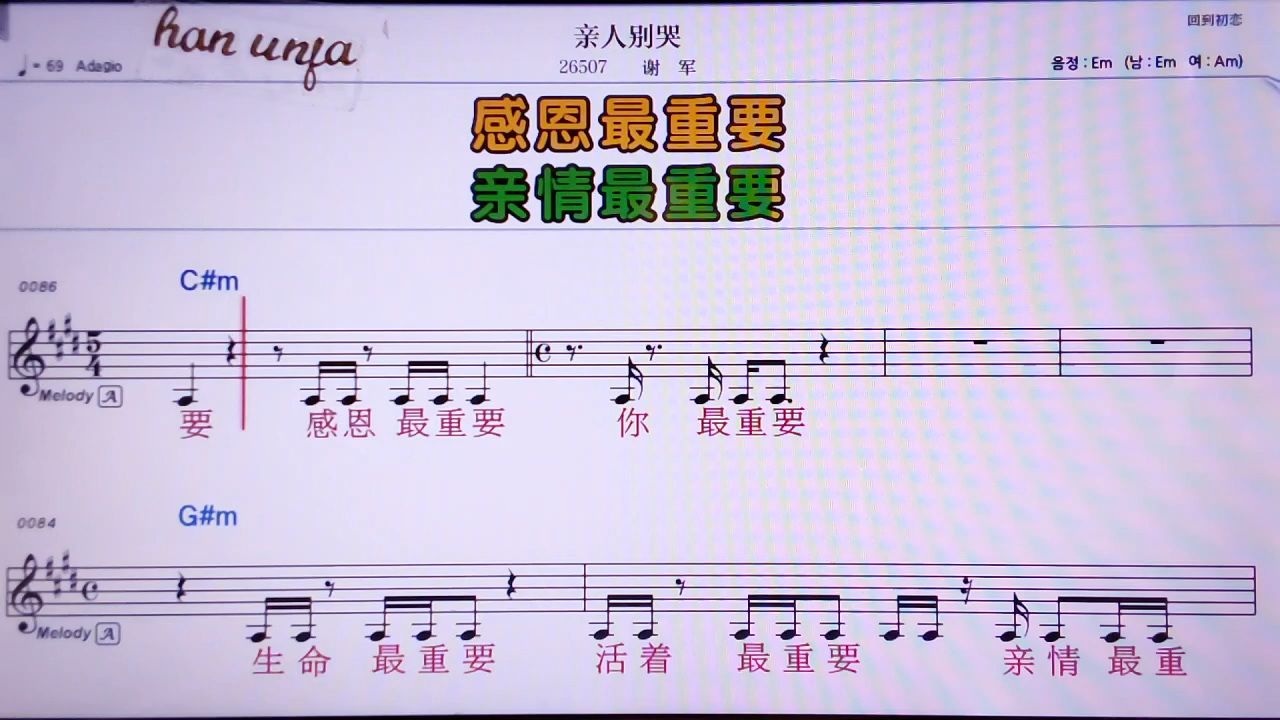 han unfa
亲人别哭
回到初恋
♩= 69 Adagio
26507 谢 军
음정 : Em (남 : Em 여 : Am)
感恩最重要
亲情最重要
0086
C#m
5/4
Melody A
要 感恩 最重要 你 最重要
0084
G#m
Melody A
生命 最重要 活着 最重要 亲情 最重